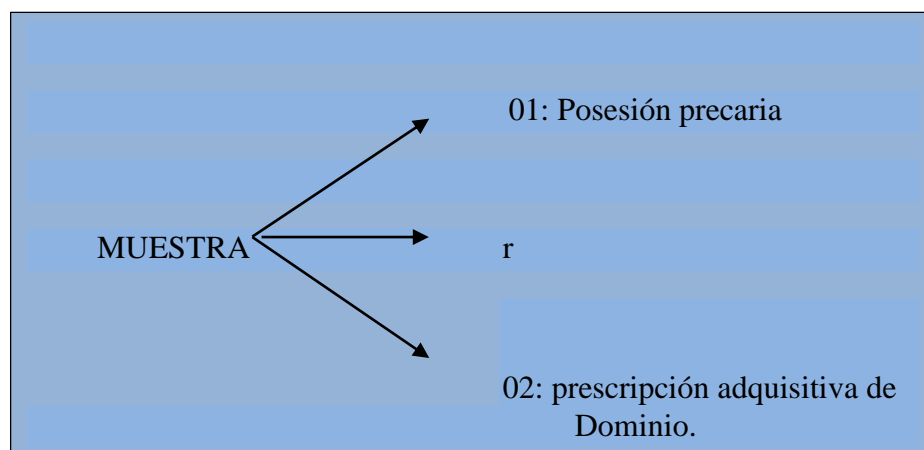 01: Posesión precaria
MUESTRA
r
02: prescripción adquisitiva de
Dominio.